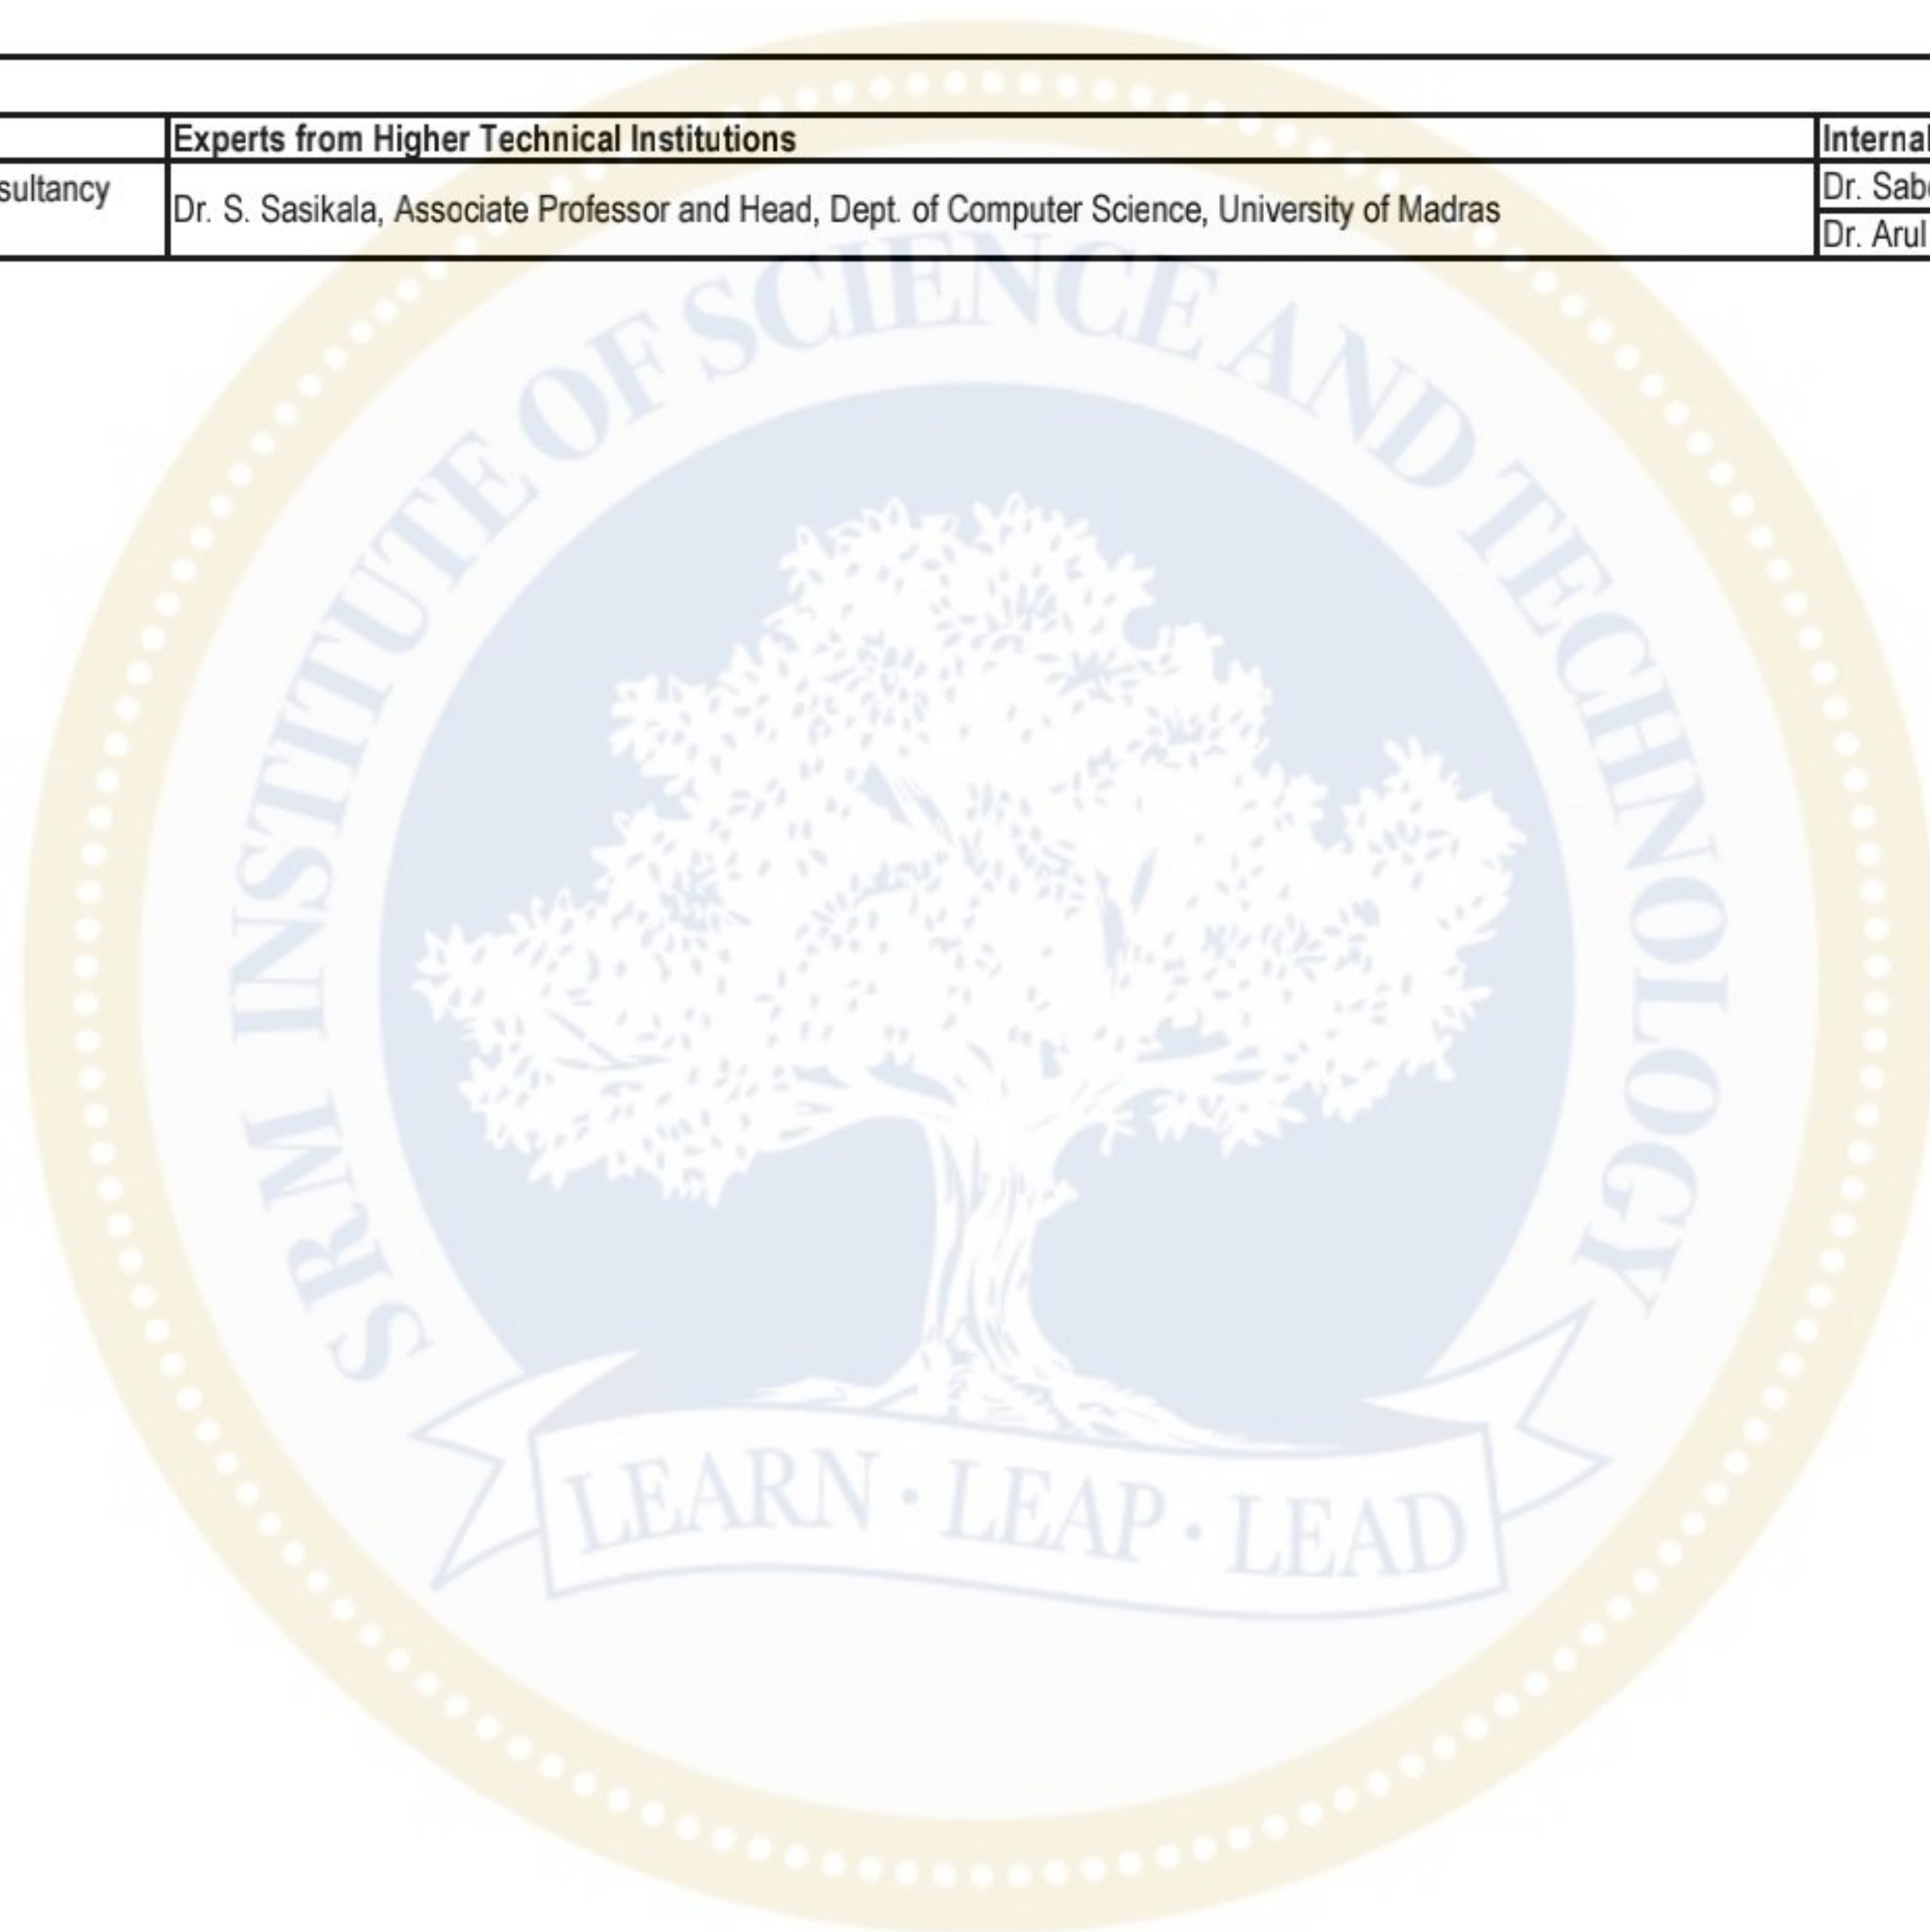 Experts from Higher Technical Institutions
Internal
sultancy
Dr. S. Sasikala, Associate Professor and Head, Dept. of Computer Science, University of Madras
Dr. Sab
Dr. Arul
SRM INSTITUTE OF SCIENCE AND TECHNOLOGY
LEARN · LEAP · LEAD